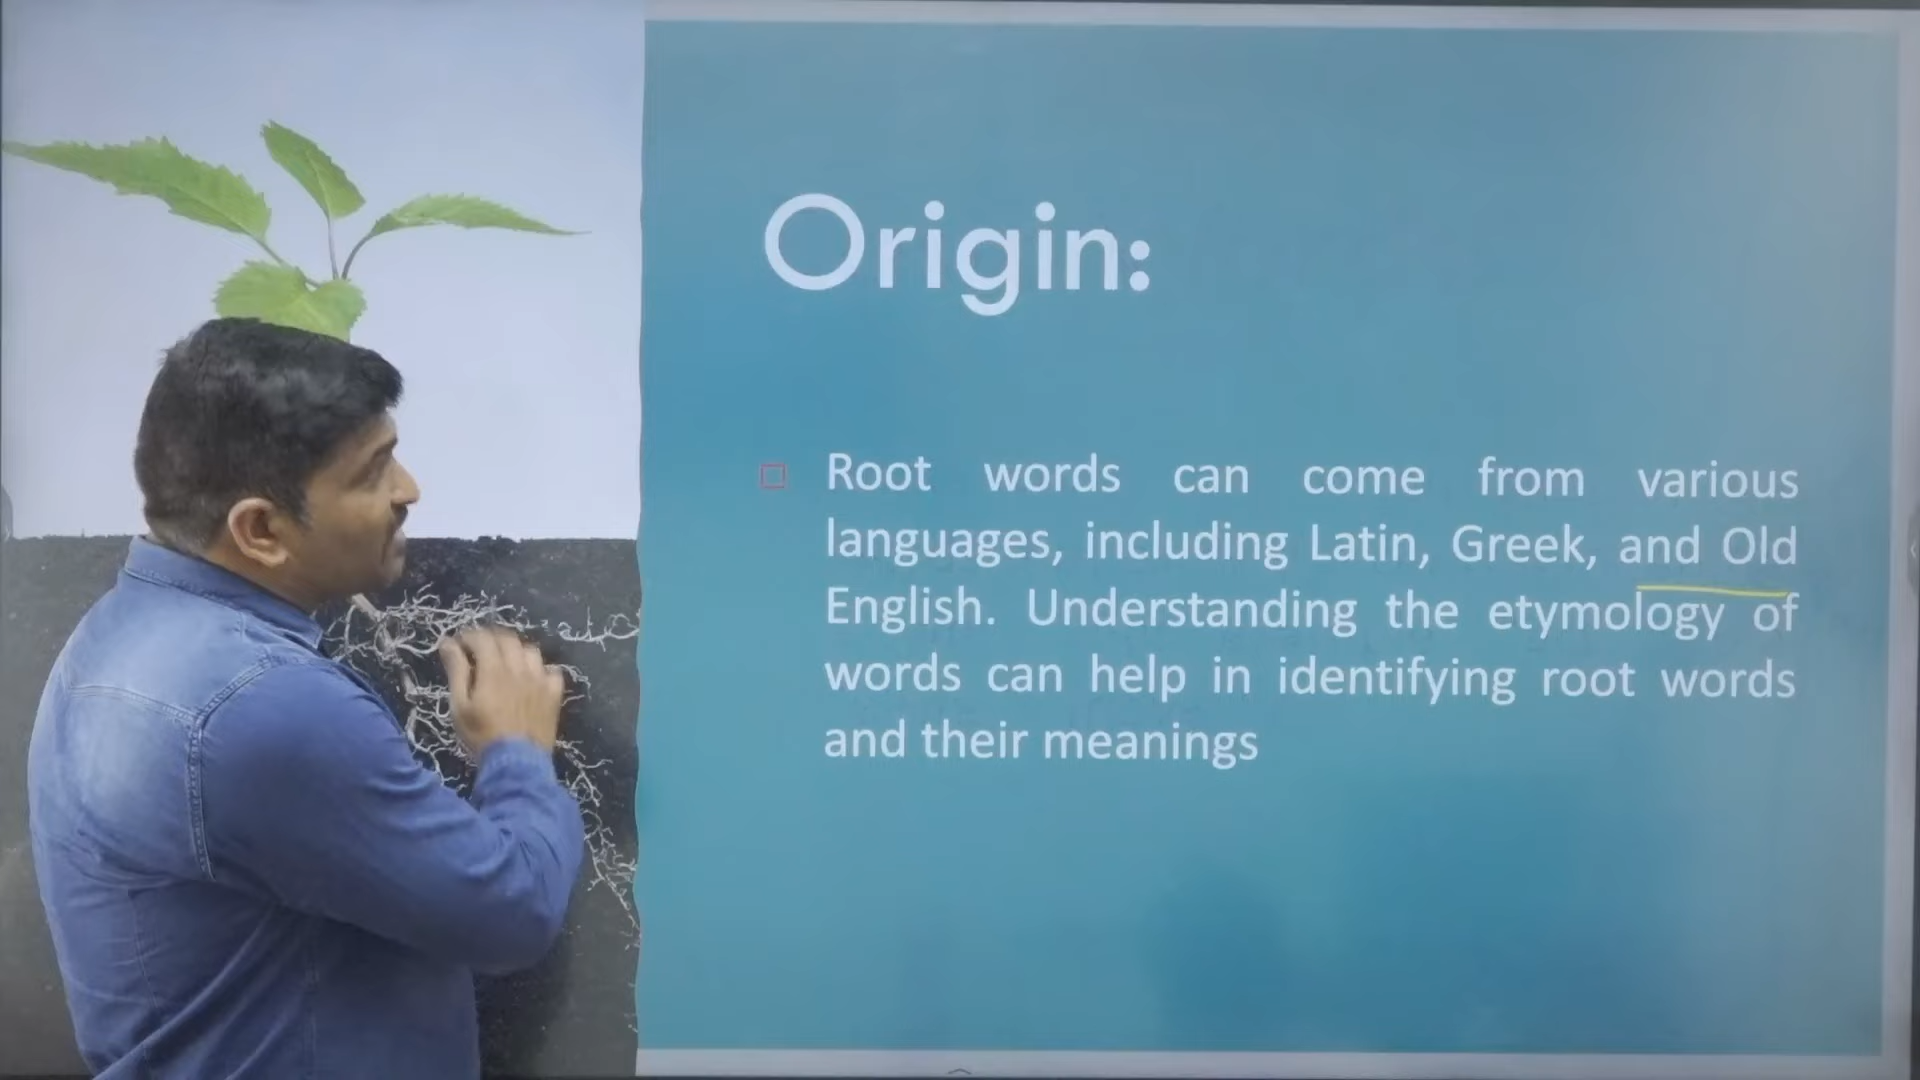 Origin:
Root words can come from various
languages, including Latin, Greek, and Old
English. Understanding the etymology of
words can help in identifying root words
and their meanings